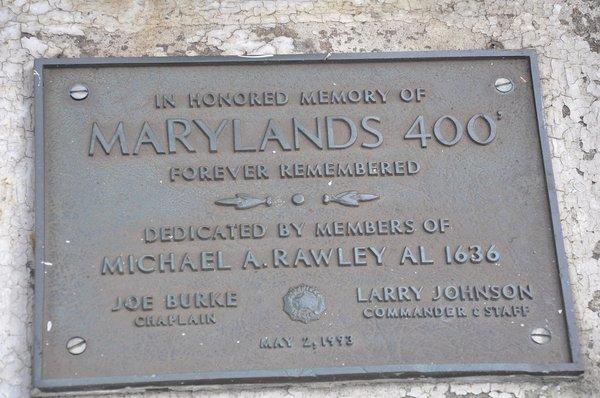 IN HONORED MEMORY OF
MARYLANDS 400'
FOREVER REMEMBERED
DEDICATED BY MEMBERS OF
MICHAEL A. RAWLEY AL 1636
JOE BURKE
CHAPLAIN
LARRY JOHNSON
COMMANDER & STAFF
MAY 2, 1993